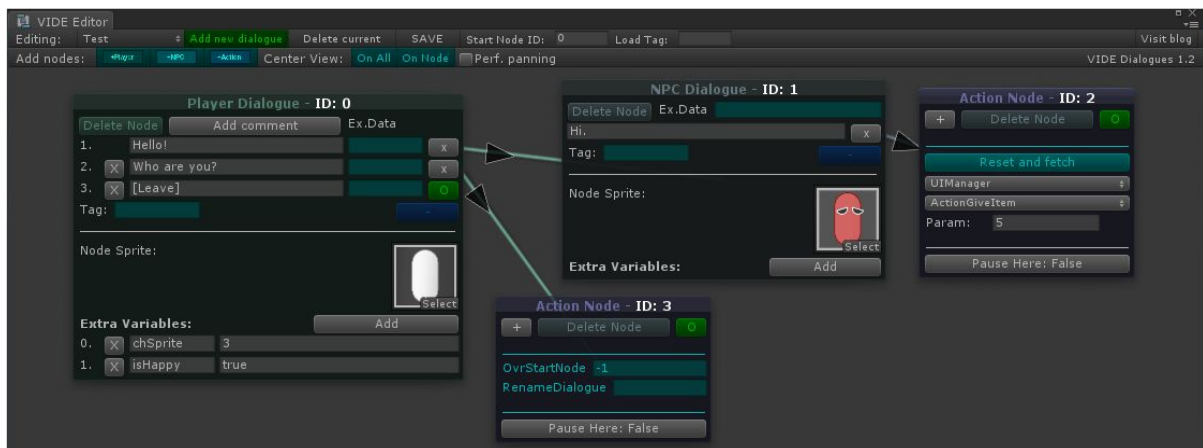 VIDE Editor
Editing: Test Add new dialogue Delete current SAVE Start Node ID: 0 Load Tag: Visit blog
Add nodes: +Player +NPC +Action Center View: On All On Node Perf. panning VIDE Dialogues 1.2
Player Dialogue - ID: 0
Delete Node Add comment Ex.Data
1. Hello! x
2. X Who are you? x
3. X [Leave] O
Tag: -
Node Sprite:
Select
Extra Variables: Add
0. X chSprite 3
1. X isHappy true
NPC Dialogue - ID: 1
Delete Node Ex.Data
Hi. x
Tag: -
Node Sprite:
Select
Extra Variables: Add
Action Node - ID: 2
+ Delete Node O
Reset and fetch
UIManager
ActionGiveItem
Param: 5
Pause Here: False
Action Node - ID: 3
+ Delete Node O
OvrStartNode -1
RenameDialogue
Pause Here: False